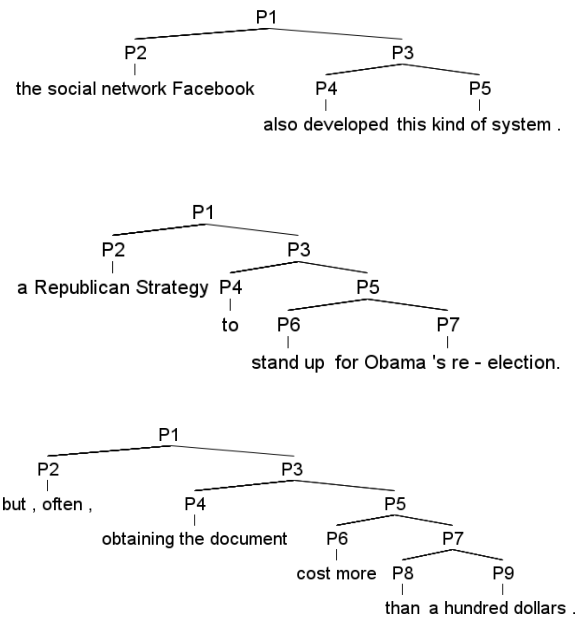 P1
P2 P3
the social network Facebook P4 P5
also developed this kind of system .
P1
P2 P3
a Republican Strategy P4 P5
to P6 P7
stand up for Obama 's re - election.
P1
P2 P3
but , often , P4 P5
obtaining the document P6 P7
cost more P8 P9
than a hundred dollars .